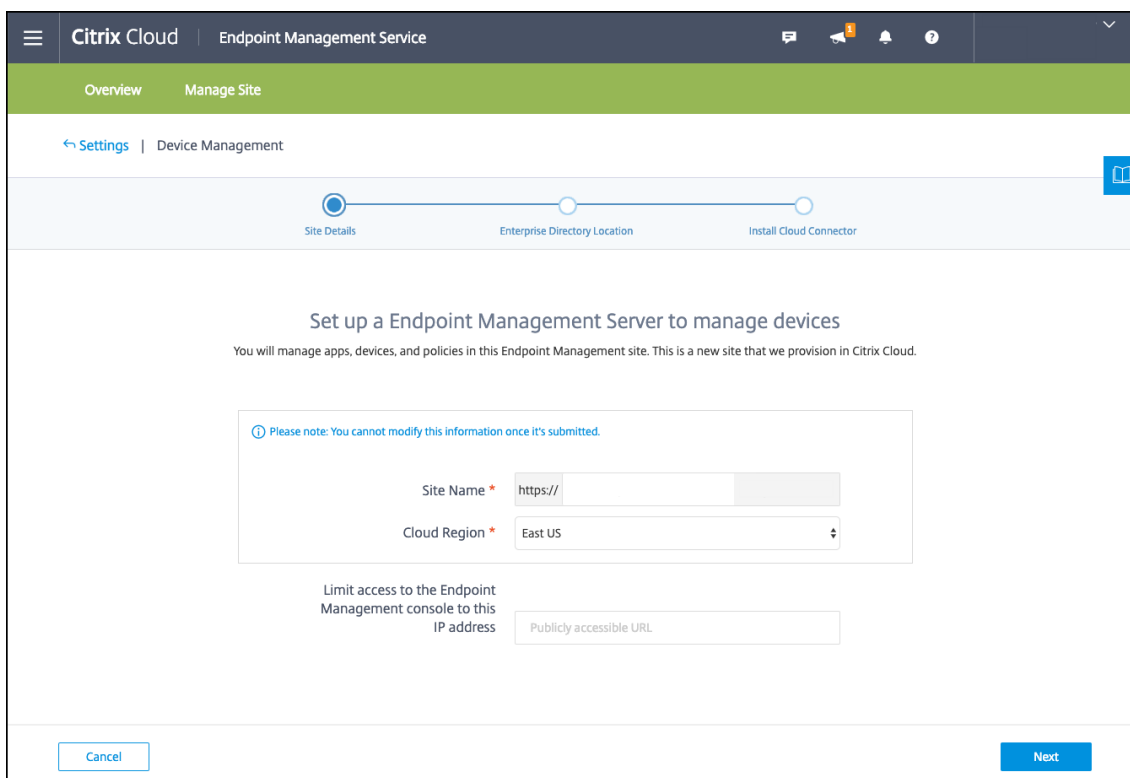 Citrix Cloud | Endpoint Management Service
1
?
Overview Manage Site
Settings | Device Management
Site Details Enterprise Directory Location Install Cloud Connector
Set up a Endpoint Management Server to manage devices
You will manage apps, devices, and policies in this Endpoint Management site. This is a new site that we provision in Citrix Cloud.
Please note: You cannot modify this information once it's submitted.
Site Name * https://
Cloud Region * East US
Limit access to the Endpoint
Management console to this
IP address
Publicly accessible URL
Cancel Next